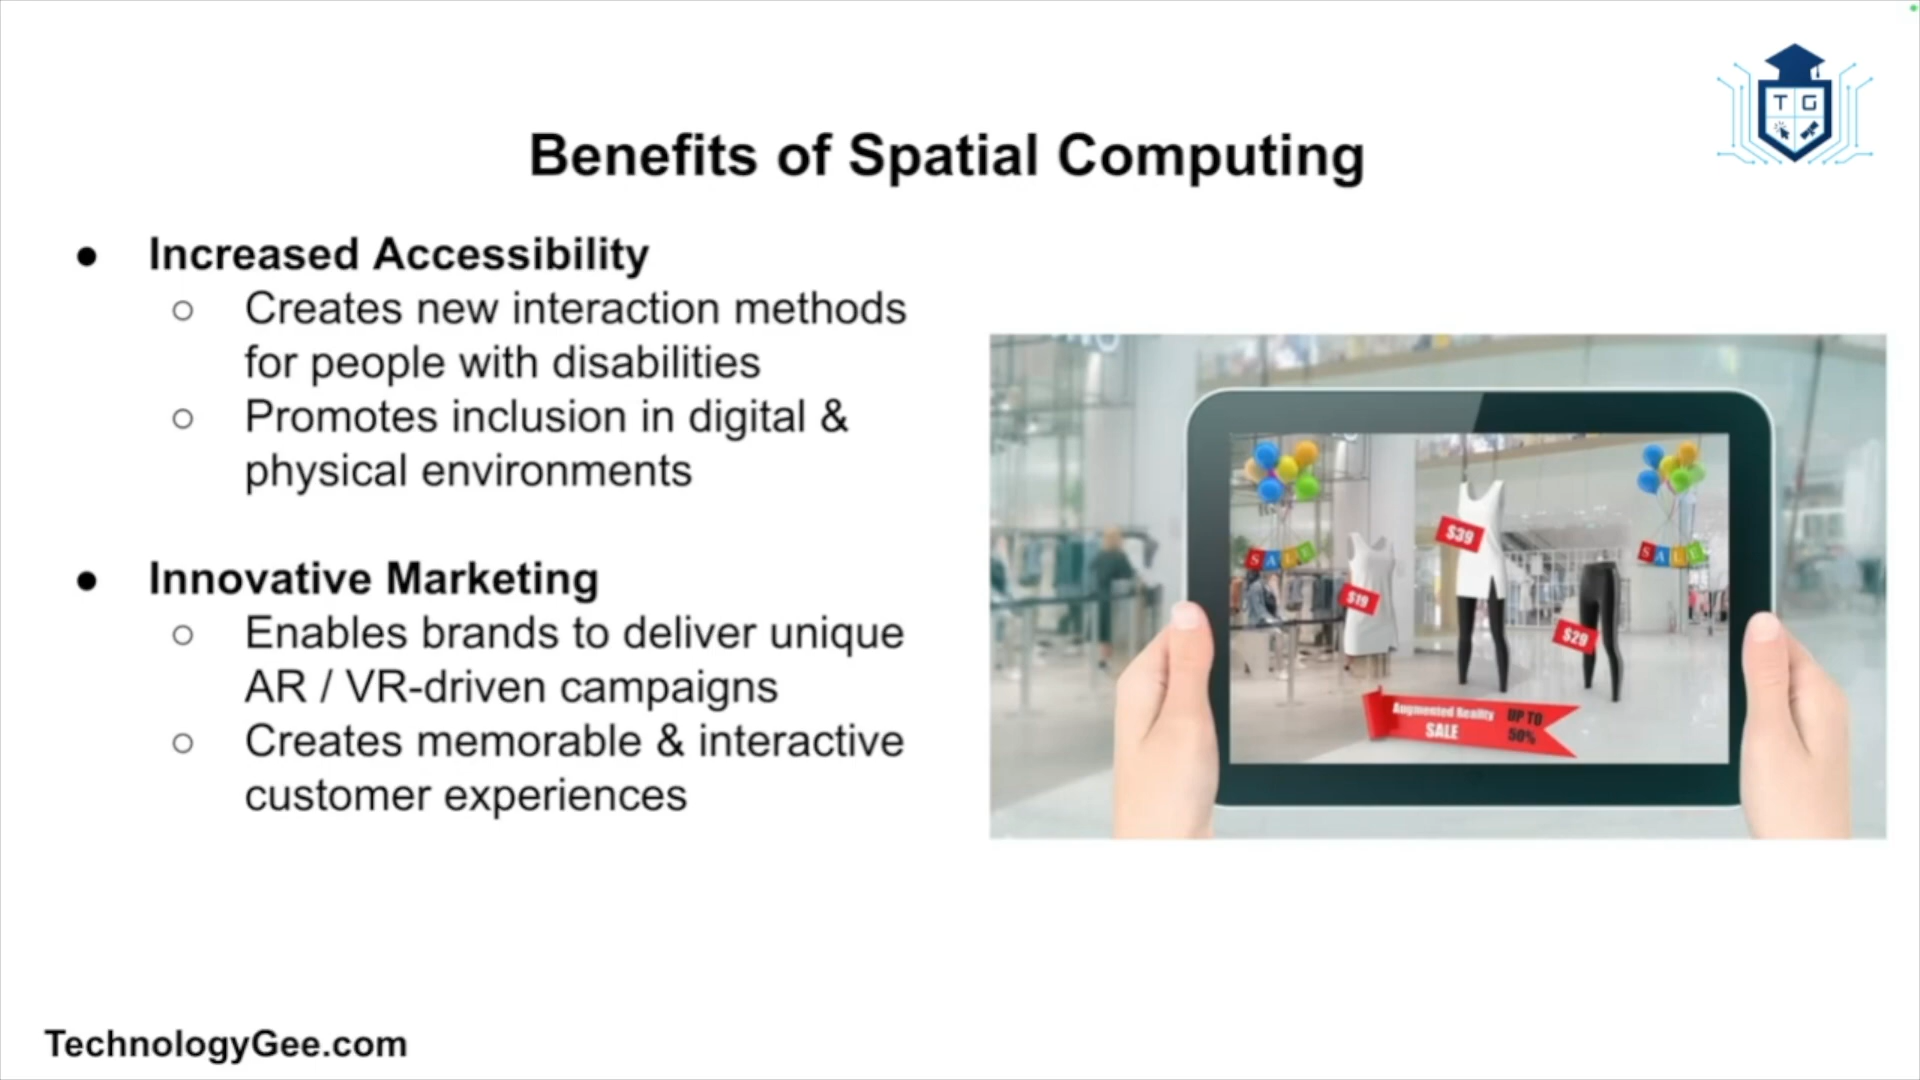 T G
Benefits of Spatial Computing
● Increased Accessibility
○ Creates new interaction methods
for people with disabilities
○ Promotes inclusion in digital &
physical environments
● Innovative Marketing
○ Enables brands to deliver unique
AR / VR-driven campaigns
○ Creates memorable & interactive
customer experiences
SALE
SALE
$39
$19
$29
Augmented Reality
SALE
UP TO
50%
TechnologyGee.com